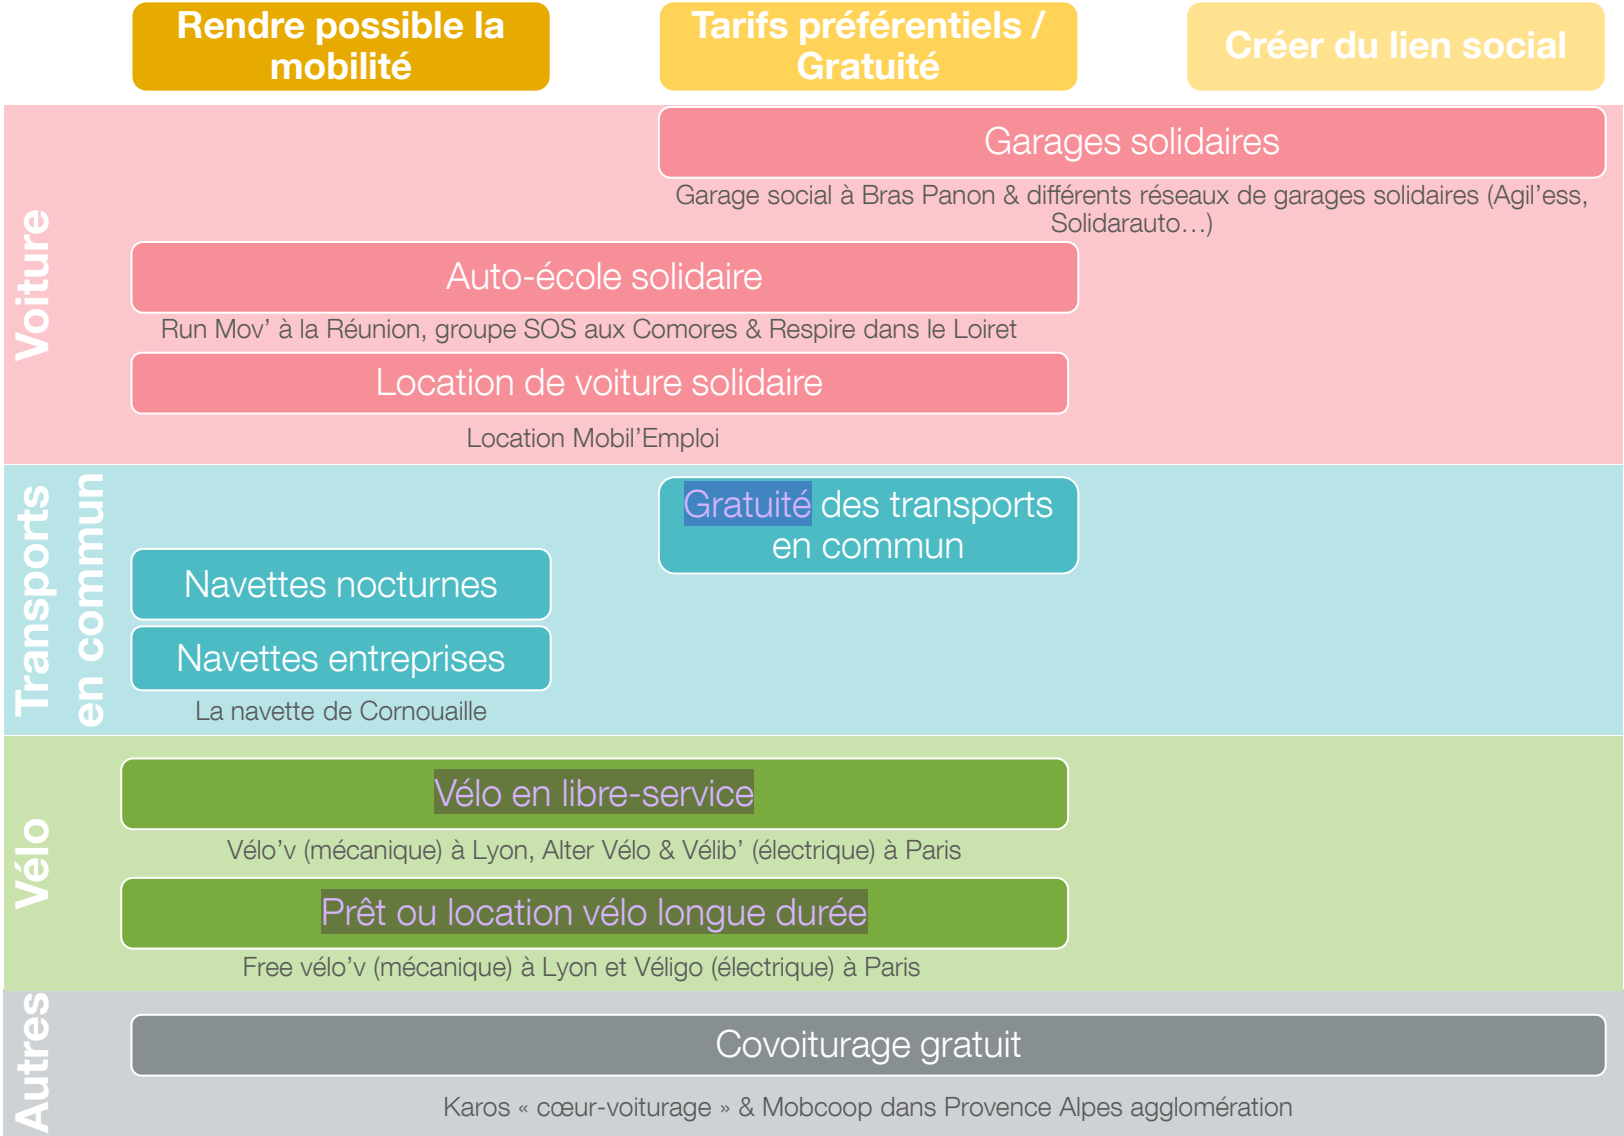 Rendre possible la
mobilité
Tarifs préférentiels /
Gratuité
Créer du lien social
Voiture
Garages solidaires
Garage social à Bras Panon & différents réseaux de garages solidaires (Agil’ess,
Solidarauto…)
Auto-école solidaire
Run Mov’ à la Réunion, groupe SOS aux Comores & Respire dans le Loiret
Location de voiture solidaire
Location Mobil’Emploi
Transports
en commun
Gratuité des transports
en commun
Navettes nocturnes
Navettes entreprises
La navette de Cornouaille
Vélo
Vélo en libre-service
Vélo’v (mécanique) à Lyon, Alter Vélo & Vélib’ (électrique) à Paris
Prêt ou location vélo longue durée
Free vélo’v (mécanique) à Lyon et Véligo (électrique) à Paris
Autres
Covoiturage gratuit
Karos « cœur-voiturage » & Mobcoop dans Provence Alpes agglomération